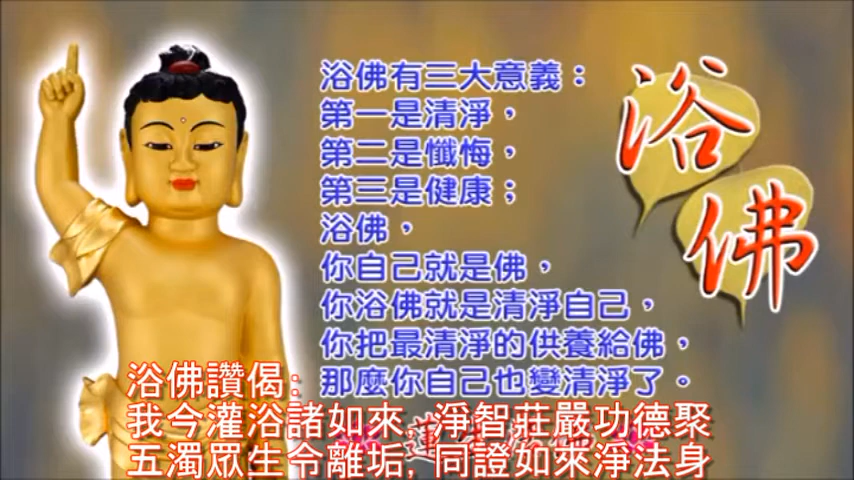 浴佛
浴佛有三大意義：
第一是清淨，
第二是懺悔，
第三是健康；
浴佛，
你自己就是佛，
你浴佛就是清淨自己，
你把最清淨的供養給佛，
那麼你自己也變清淨了。
浴佛讚偈:
我今灌浴諸如來, 淨智莊嚴功德聚
五濁眾生令離垢, 同證如來淨法身